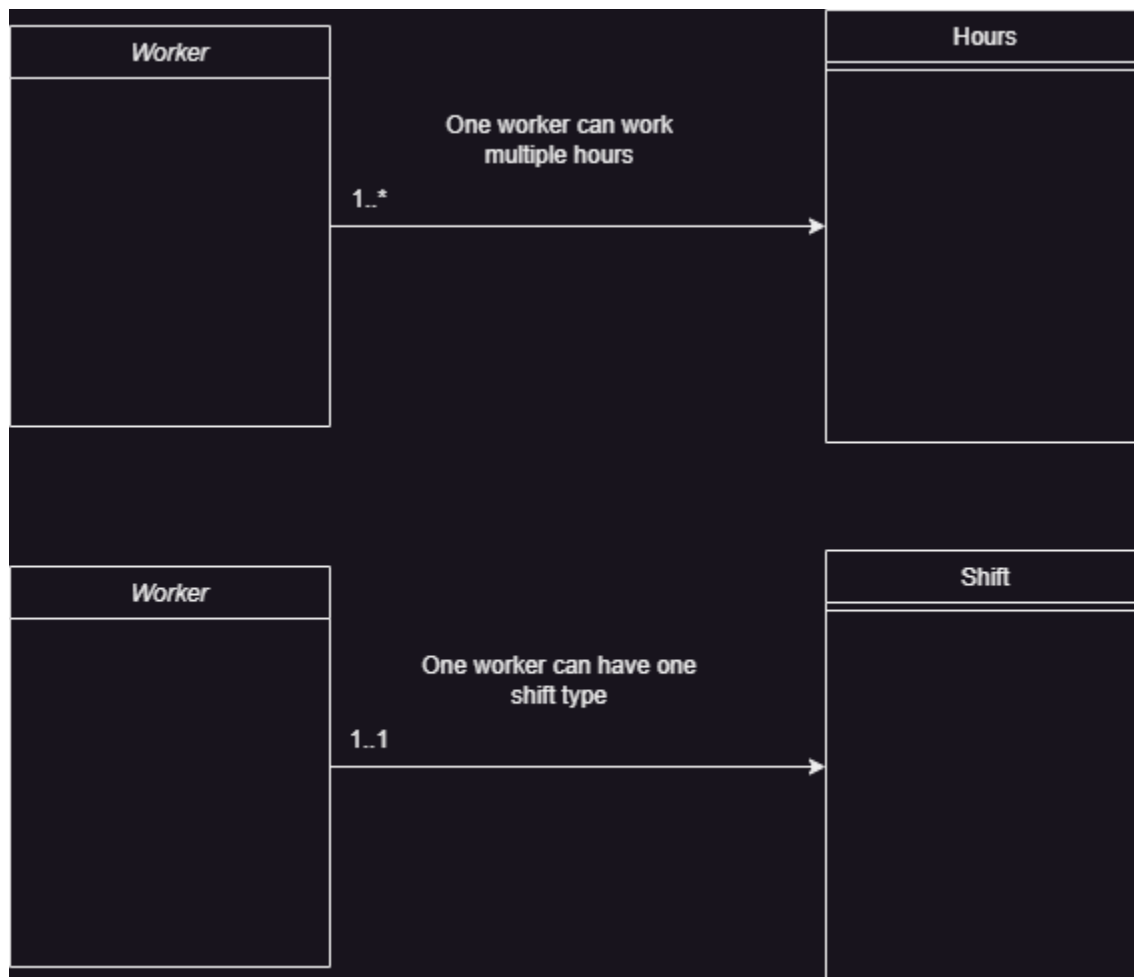 Worker
Hours
One worker can work
multiple hours
1..*
Worker
Shift
One worker can have one
shift type
1..1